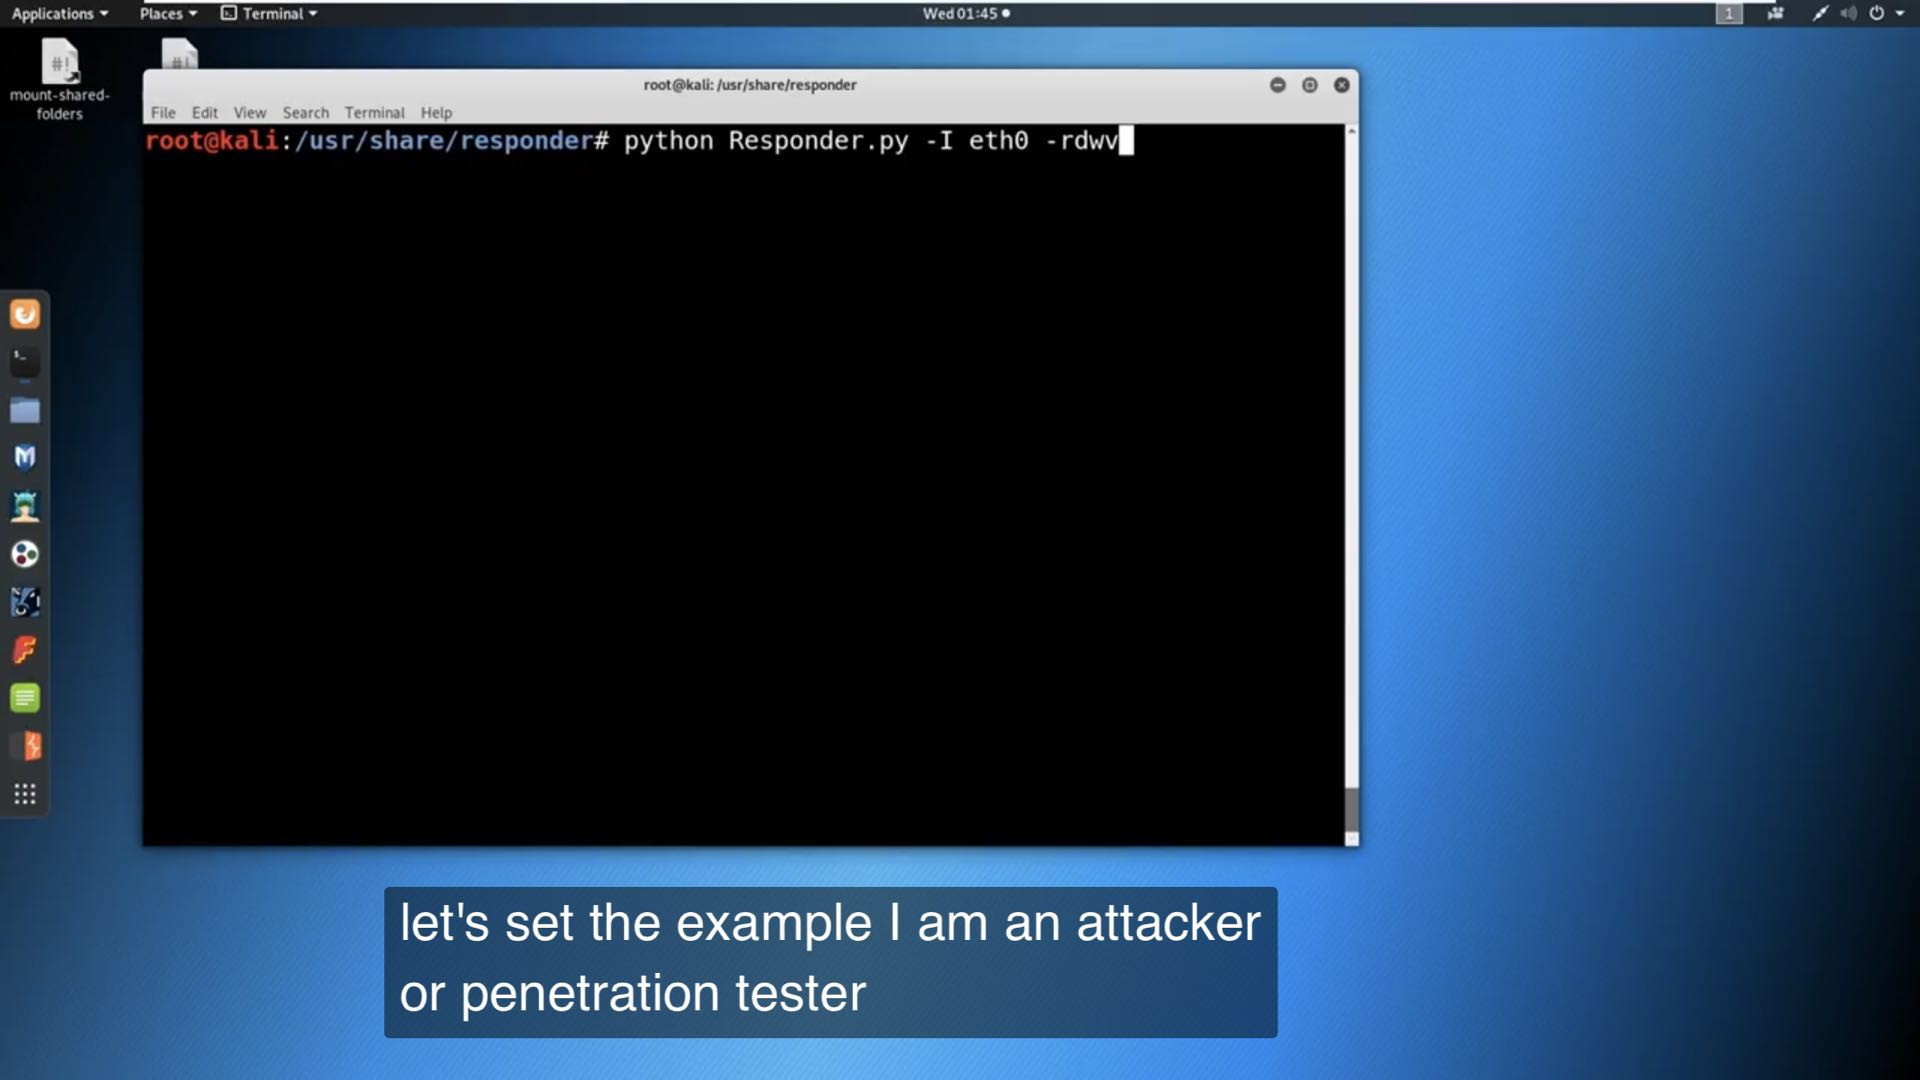 Applications Places Terminal Wed 01:45 1
#! #!
mount-shared-
folders
root@kali: /usr/share/responder
File Edit View Search Terminal Help
root@kali:/usr/share/responder# python Responder.py -I eth0 -rdwv
let's set the example I am an attacker
or penetration tester